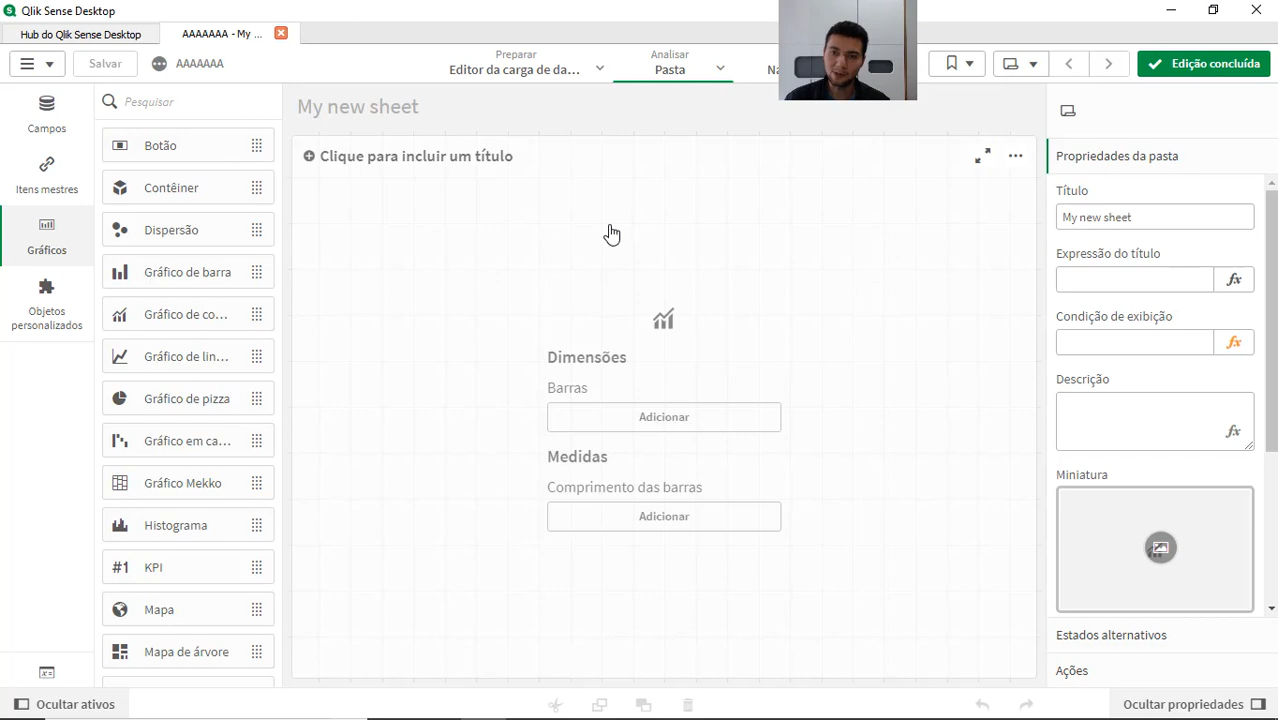 Qlik Sense Desktop
Hub do Qlik Sense Desktop
AAAAAAA - My ...
Salvar
AAAAAAA
Preparar
Editor da carga de da...
Analisar
Pasta
Edição concluída
Campos
Itens mestres
Gráficos
Objetos
personalizados
Pesquisar
Botão
Contêiner
Dispersão
Gráfico de barra
Gráfico de co...
Gráfico de lin...
Gráfico de pizza
Gráfico em ca...
Gráfico Mekko
Histograma
#1 KPI
Mapa
Mapa de árvore
My new sheet
Clique para incluir um título
Dimensões
Barras
Adicionar
Medidas
Comprimento das barras
Adicionar
Propriedades da pasta
Título
My new sheet
Expressão do título
fx
Condição de exibição
fx
Descrição
fx
Miniatura
Estados alternativos
Ações
Ocultar ativos
Ocultar propriedades